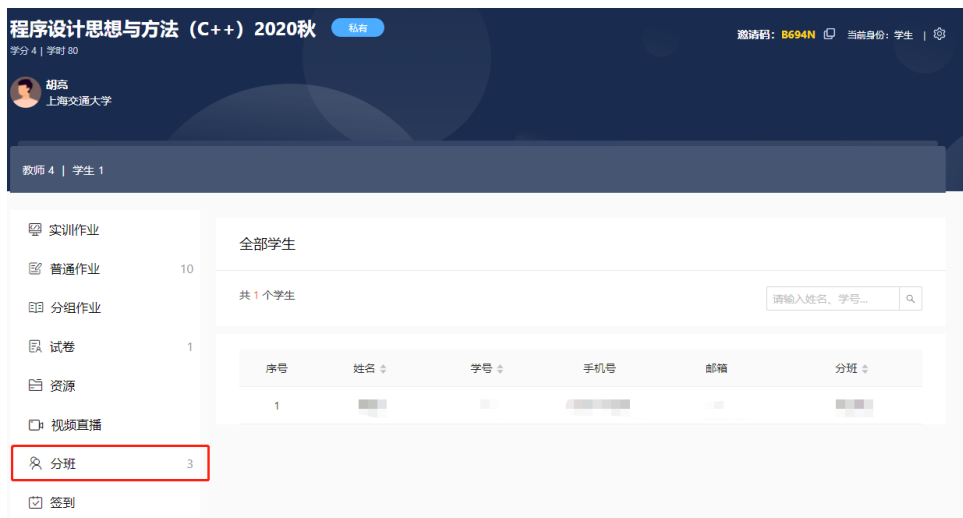 程序设计思想与方法（C++）2020秋 私有
邀请码：B694N 当前身份：学生 |
学分 4 | 学时 80
胡亮
上海交通大学
教师 4 | 学生 1
实训作业
普通作业 10
分组作业
试卷 1
资源
视频直播
分班 3
签到
全部学生
共 1 个学生
请输入姓名、学号...
序号 姓名 学号 手机号 邮箱 分班
1